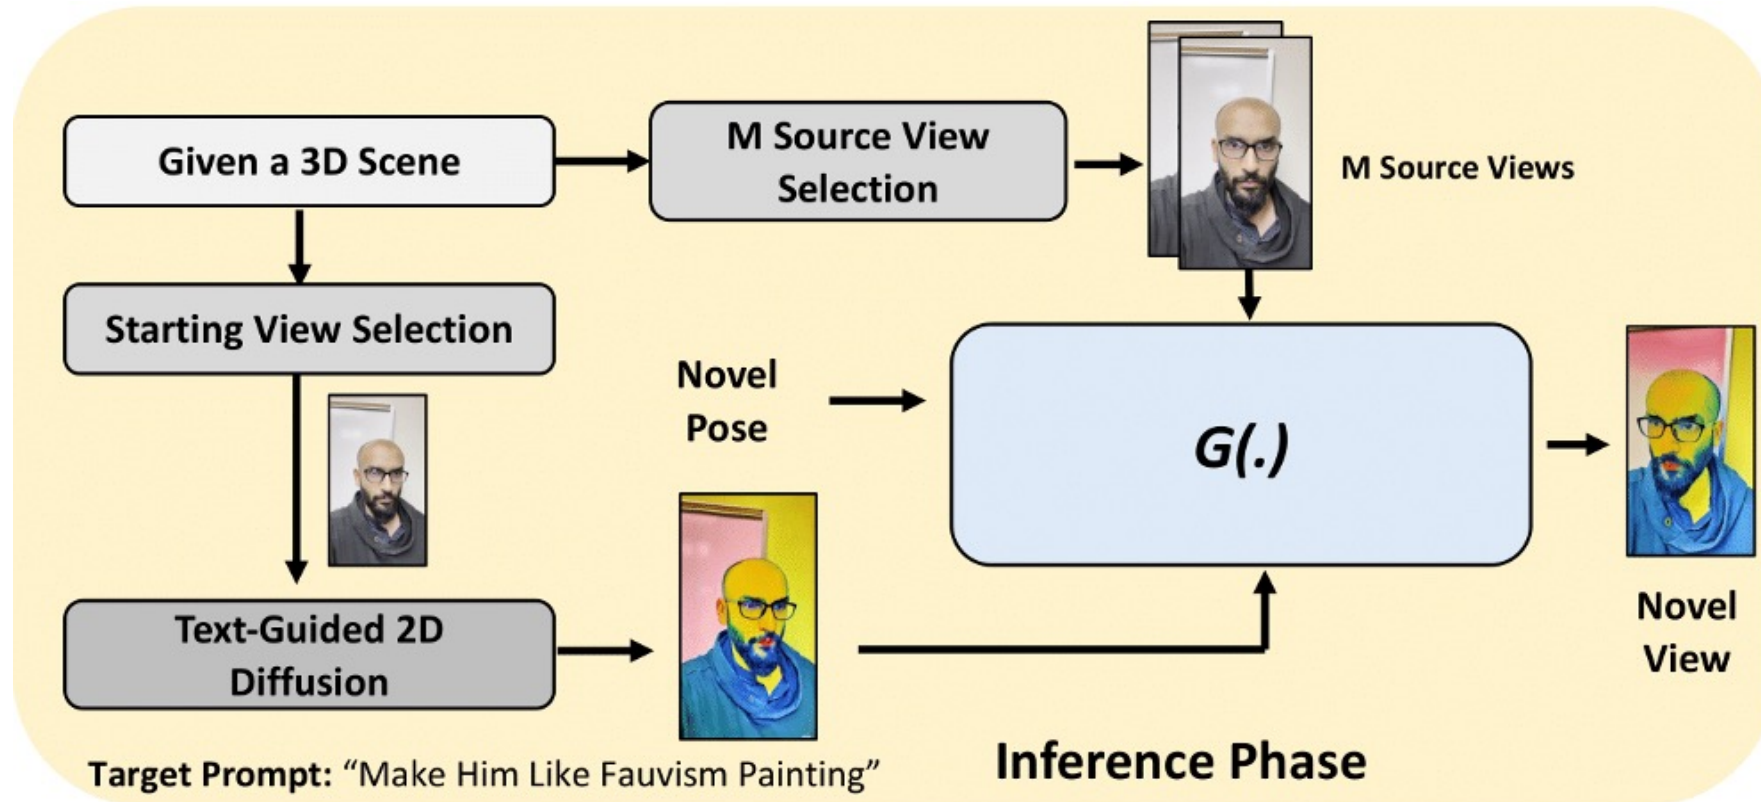 Given a 3D Scene
M Source View
Selection
M Source Views
Starting View Selection
Novel
Pose
G(.)
Text-Guided 2D
Diffusion
Novel
View
Target Prompt: “Make Him Like Fauvism Painting”
Inference Phase